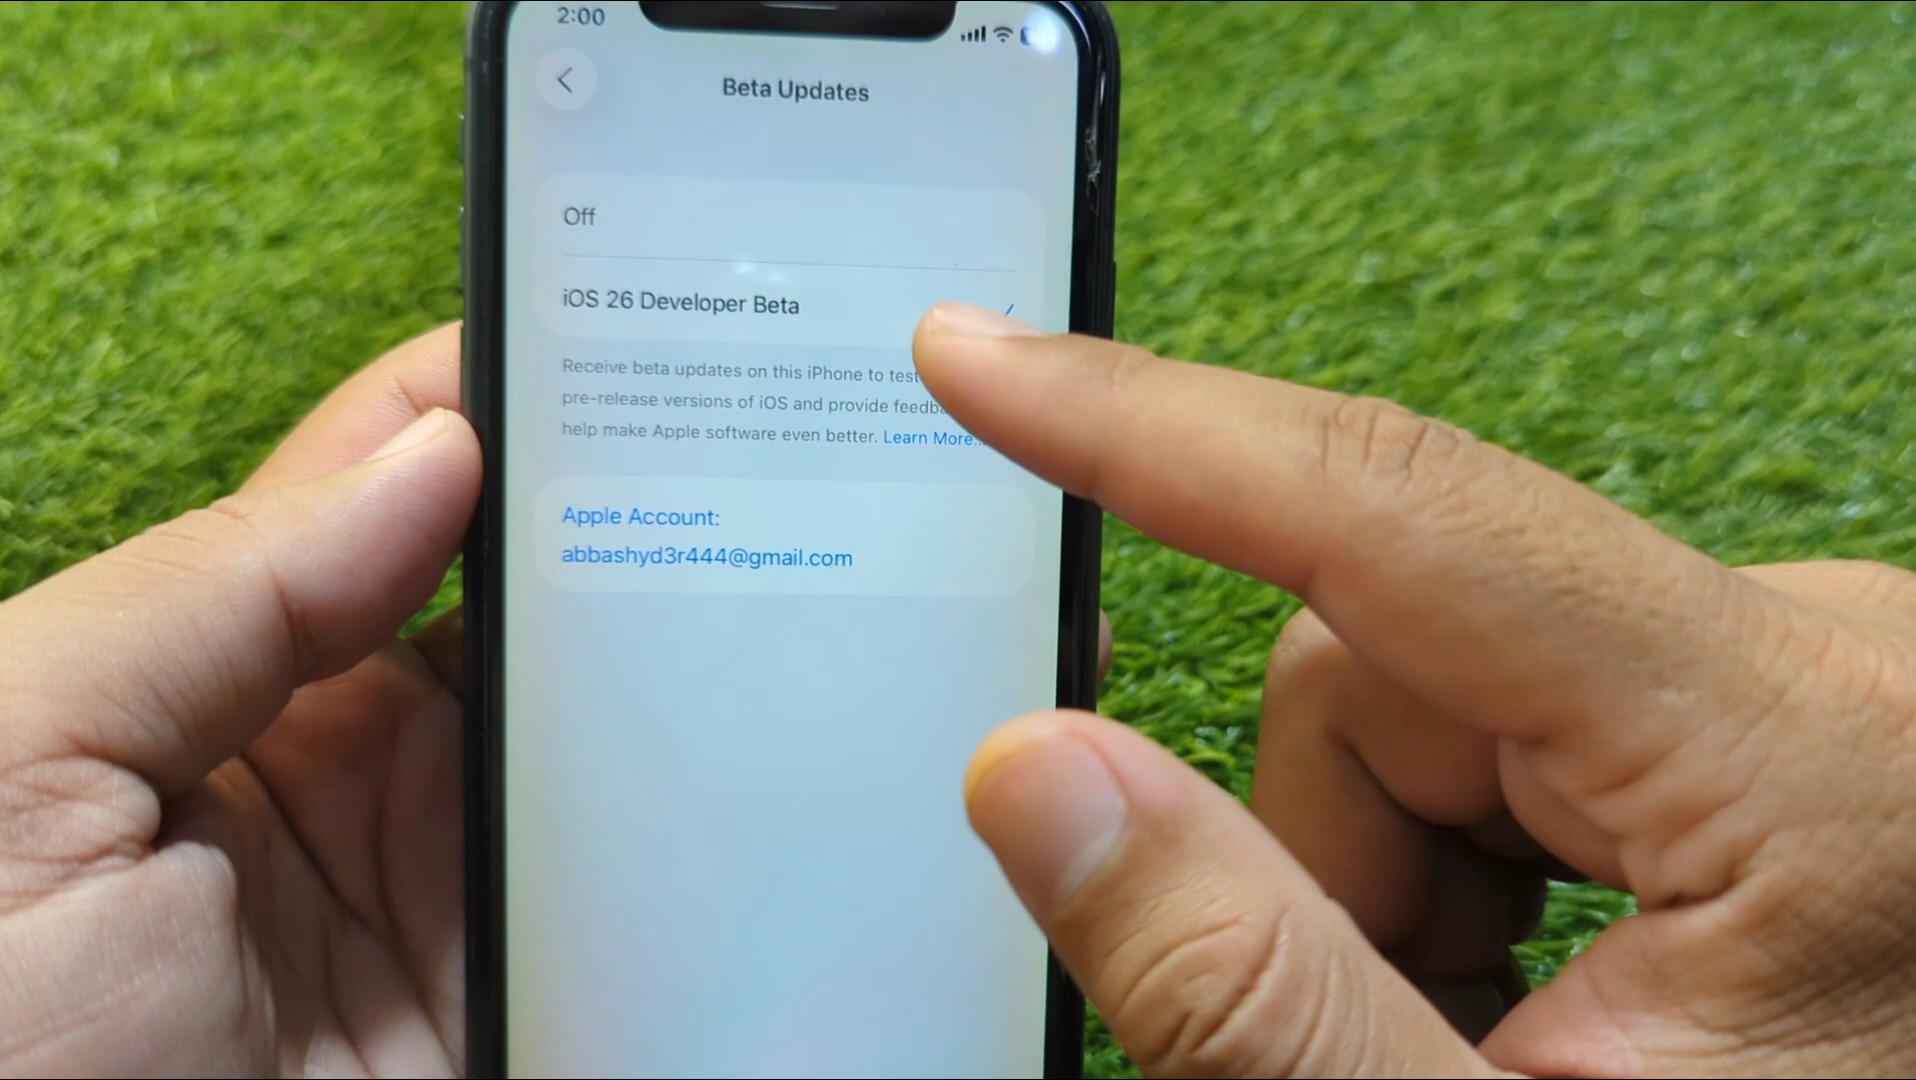 2:00
Beta Updates
Off
iOS 26 Developer Beta
Receive beta updates on this iPhone to test
pre-release versions of iOS and provide
help make Apple software even better. Learn More...
Apple Account:
abbashyd3r444@gmail.com